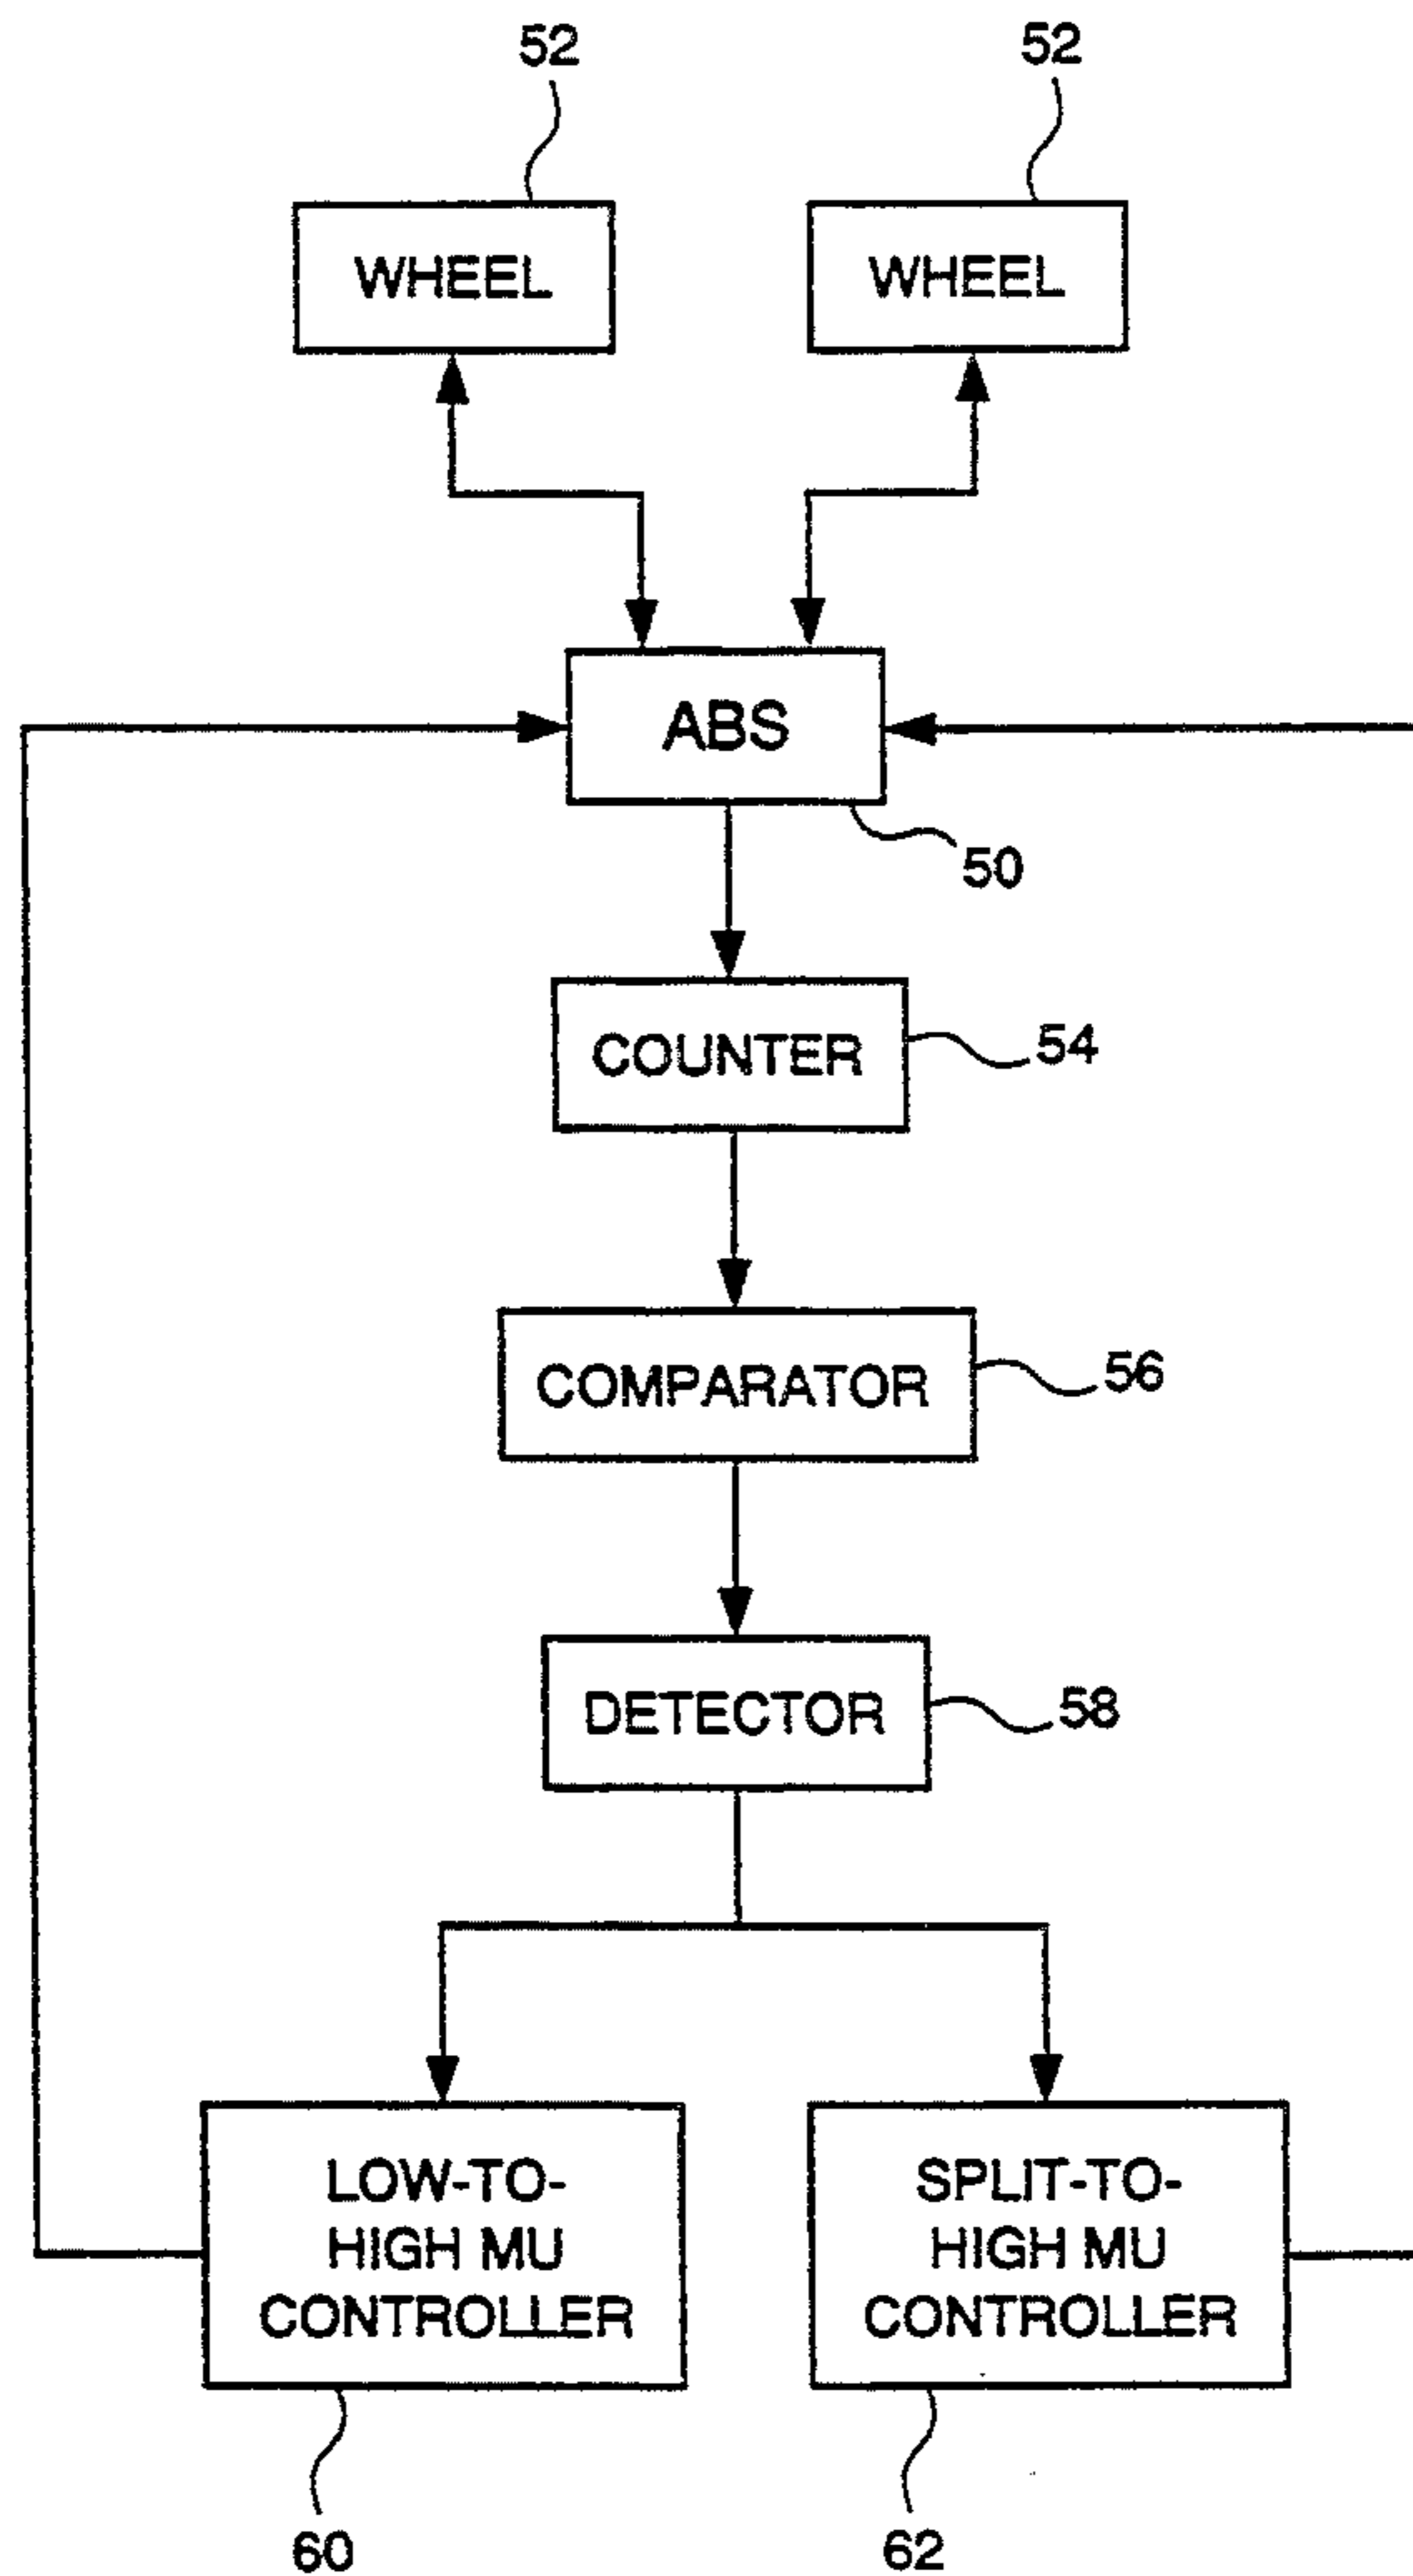 52
52
WHEEL
WHEEL
ABS
50
COUNTER
54
COMPARATOR
56
DETECTOR
58
LOW-TO-
HIGH MU
CONTROLLER
SPLIT-TO-
HIGH MU
CONTROLLER
60
62